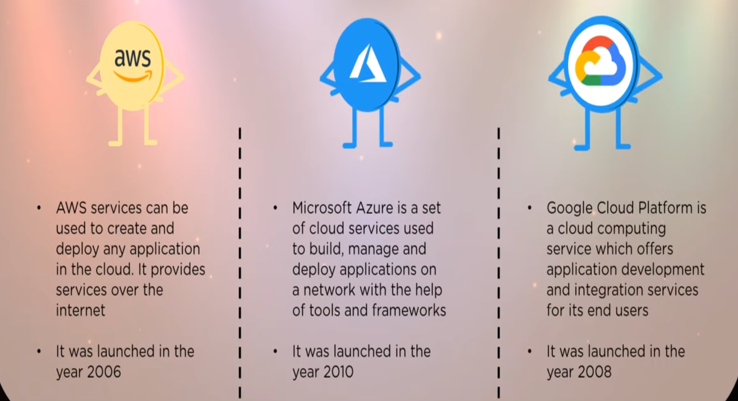 aws
• AWS services can be
used to create and
deploy any application
in the cloud. It provides
services over the
internet
• It was launched in the
year 2006
• Microsoft Azure is a set
of cloud services used
to build, manage and
deploy applications on
a network with the help
of tools and frameworks
• It was launched in the
year 2010
• Google Cloud Platform is
a cloud computing
service which offers
application development
and integration services
for its end users
• It was launched in the
year 2008